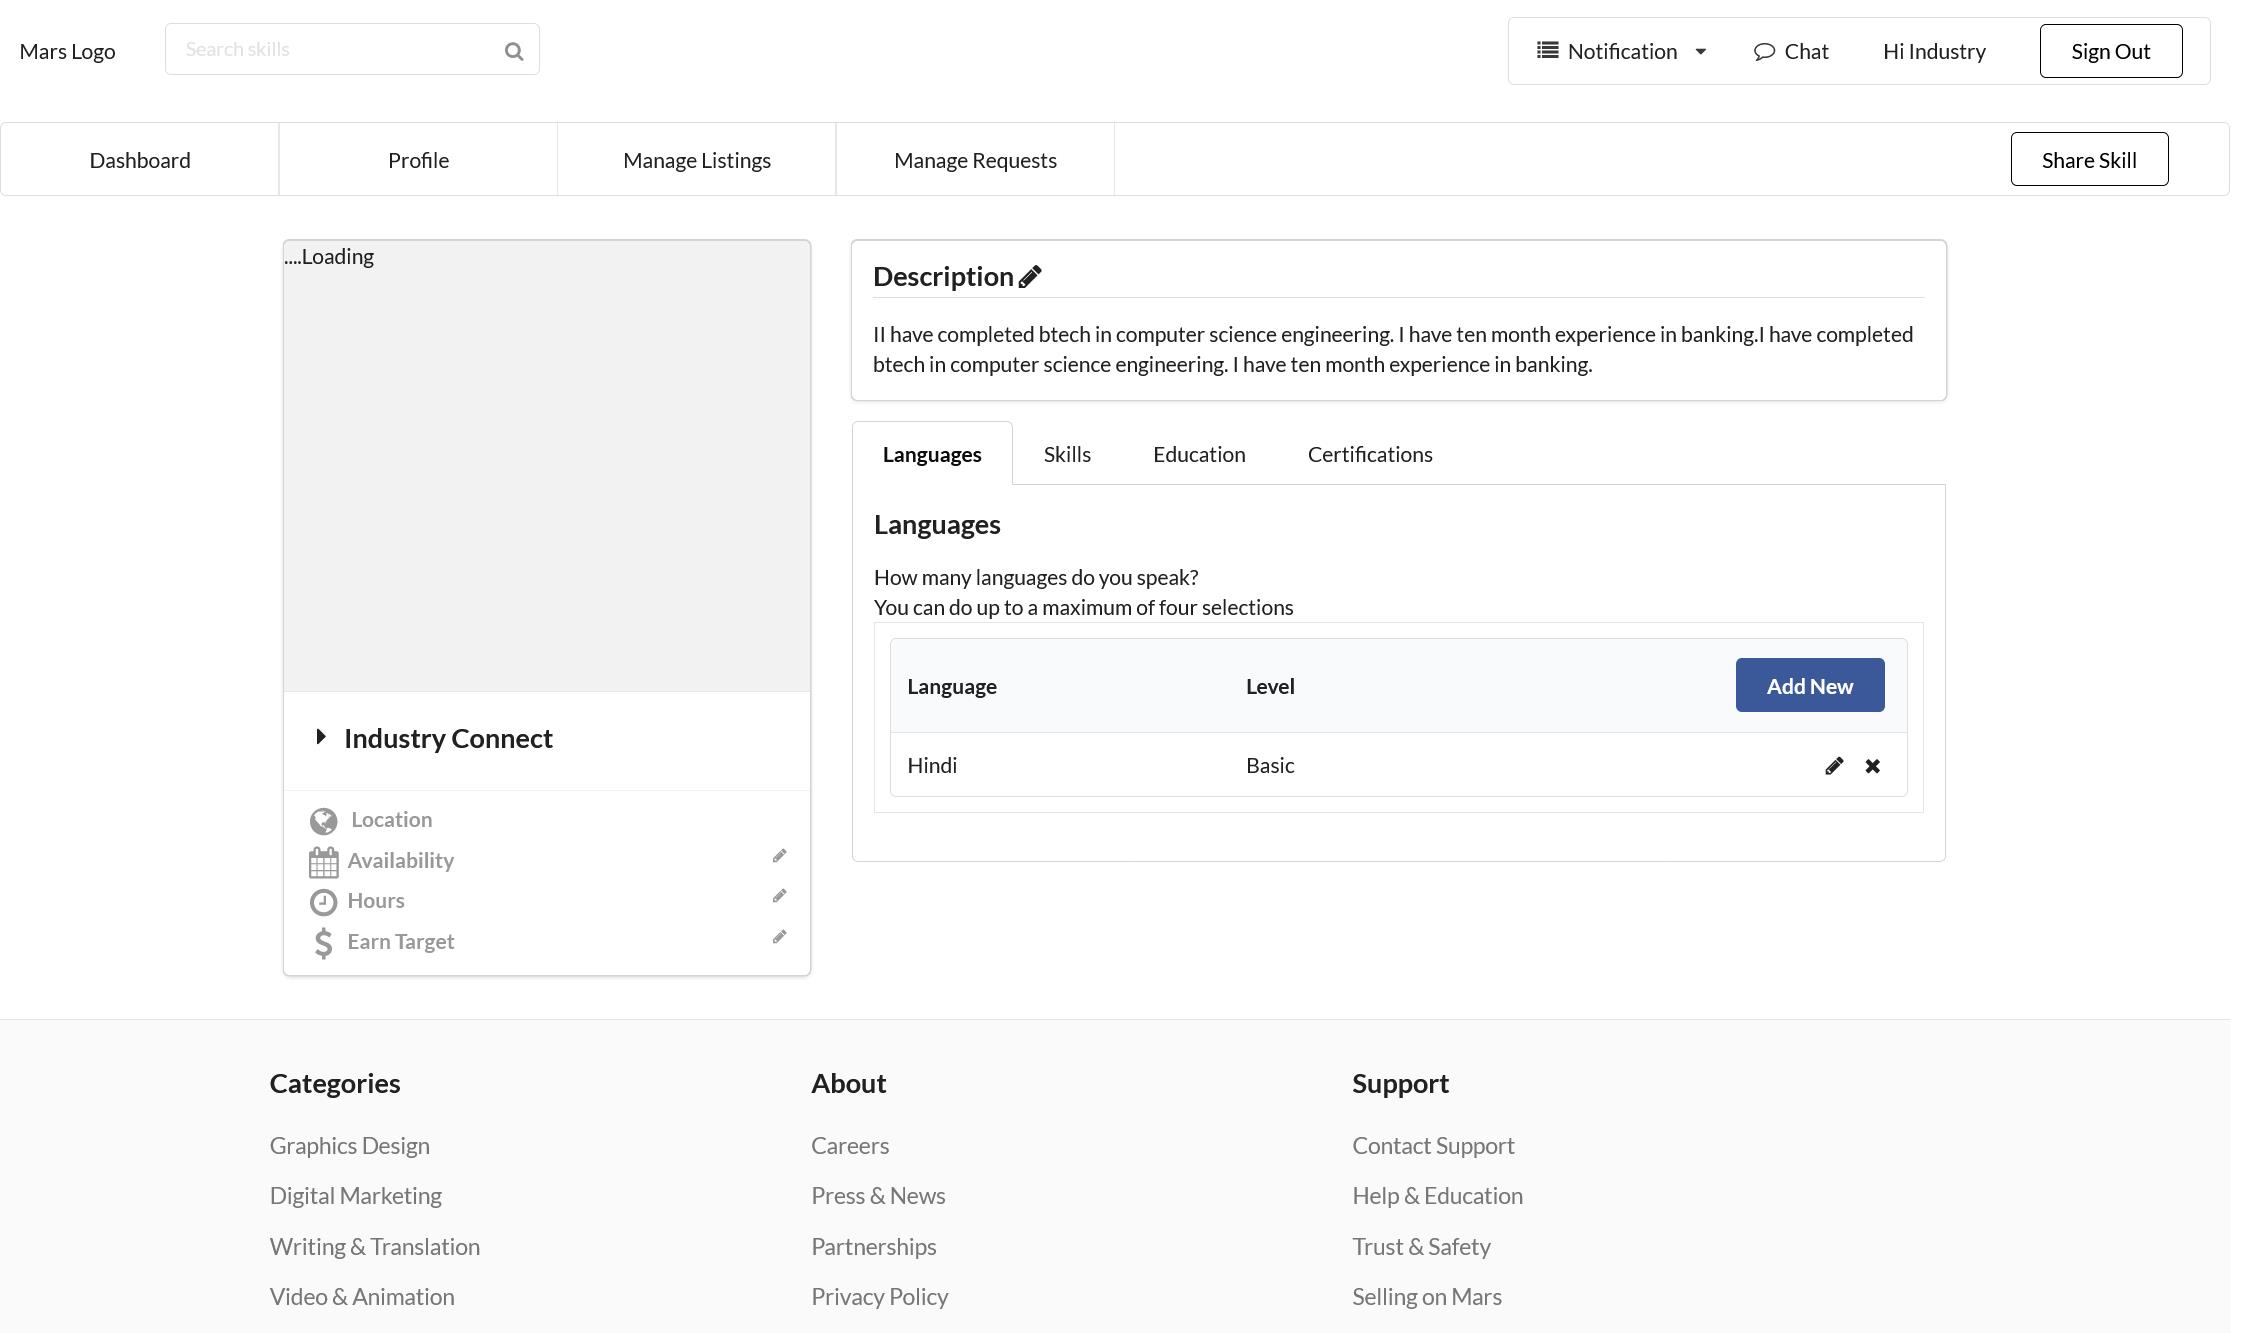 Mars Logo
Search skills
Notification
Chat
Hi Industry
Sign Out
Dashboard
Profile
Manage Listings
Manage Requests
Share Skill
....Loading
Industry Connect
Location
Availability
Hours
Earn Target
Description
II have completed btech in computer science engineering. I have ten month experience in banking.I have completed
btech in computer science engineering. I have ten month experience in banking.
Languages
Skills
Education
Certifications
Languages
How many languages do you speak?
You can do up to a maximum of four selections
Language
Level
Add New
Hindi
Basic
Categories
Graphics Design
Digital Marketing
Writing & Translation
Video & Animation
About
Careers
Press & News
Partnerships
Privacy Policy
Support
Contact Support
Help & Education
Trust & Safety
Selling on Mars